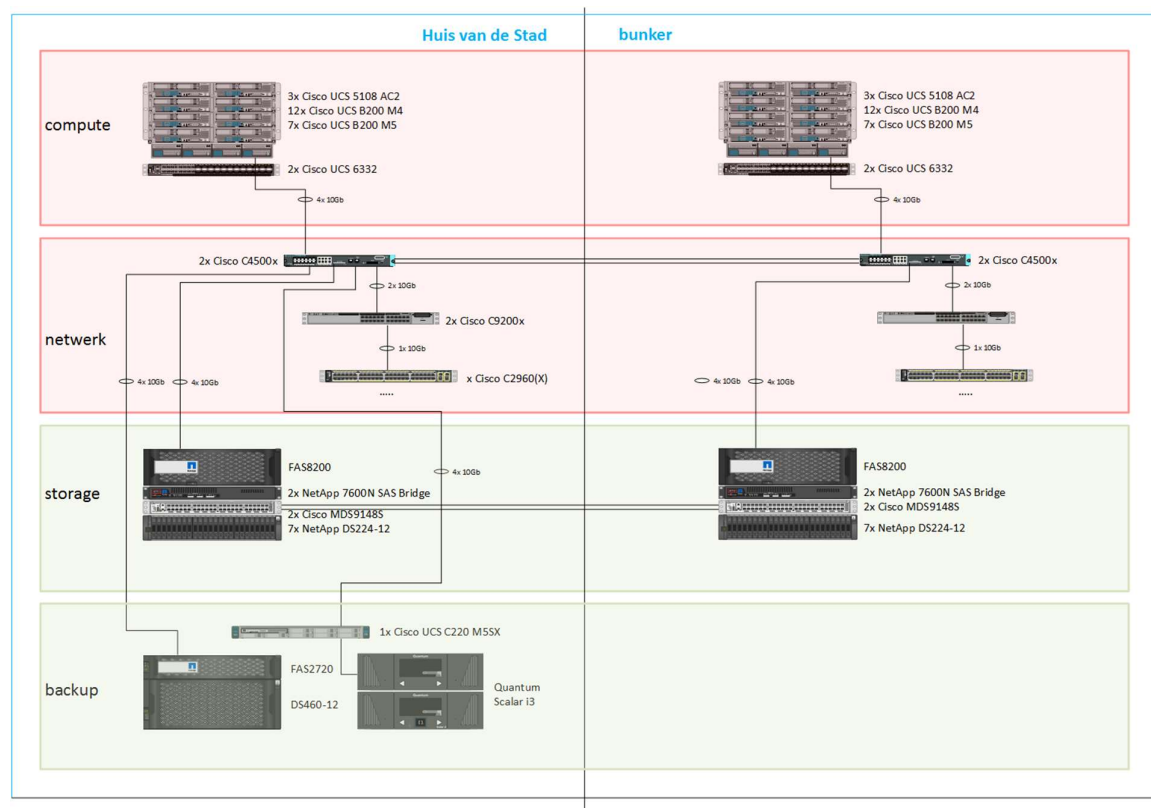 Huis van de Stad
bunker
compute
3x Cisco UCS 5108 AC2
12x Cisco UCS B200 M4
7x Cisco UCS B200 M5
2x Cisco UCS 6332
4x 10Gb
3x Cisco UCS 5108 AC2
12x Cisco UCS B200 M4
7x Cisco UCS B200 M5
2x Cisco UCS 6332
4x 10Gb
netwerk
2x Cisco C4500x
2x 10Gb
2x Cisco C9200x
1x 10Gb
x Cisco C2960(X)
.....
4x 10Gb
4x 10Gb
2x Cisco C4500x
2x 10Gb
1x 10Gb
.....
4x 10Gb
4x 10Gb
storage
FAS8200
2x NetApp 7600N SAS Bridge
2x Cisco MDS9148S
7x NetApp DS224-12
4x 10Gb
FAS8200
2x NetApp 7600N SAS Bridge
2x Cisco MDS9148S
7x NetApp DS224-12
backup
1x Cisco UCS C220 M5SX
FAS2720
DS460-12
Quantum
Scalar i3